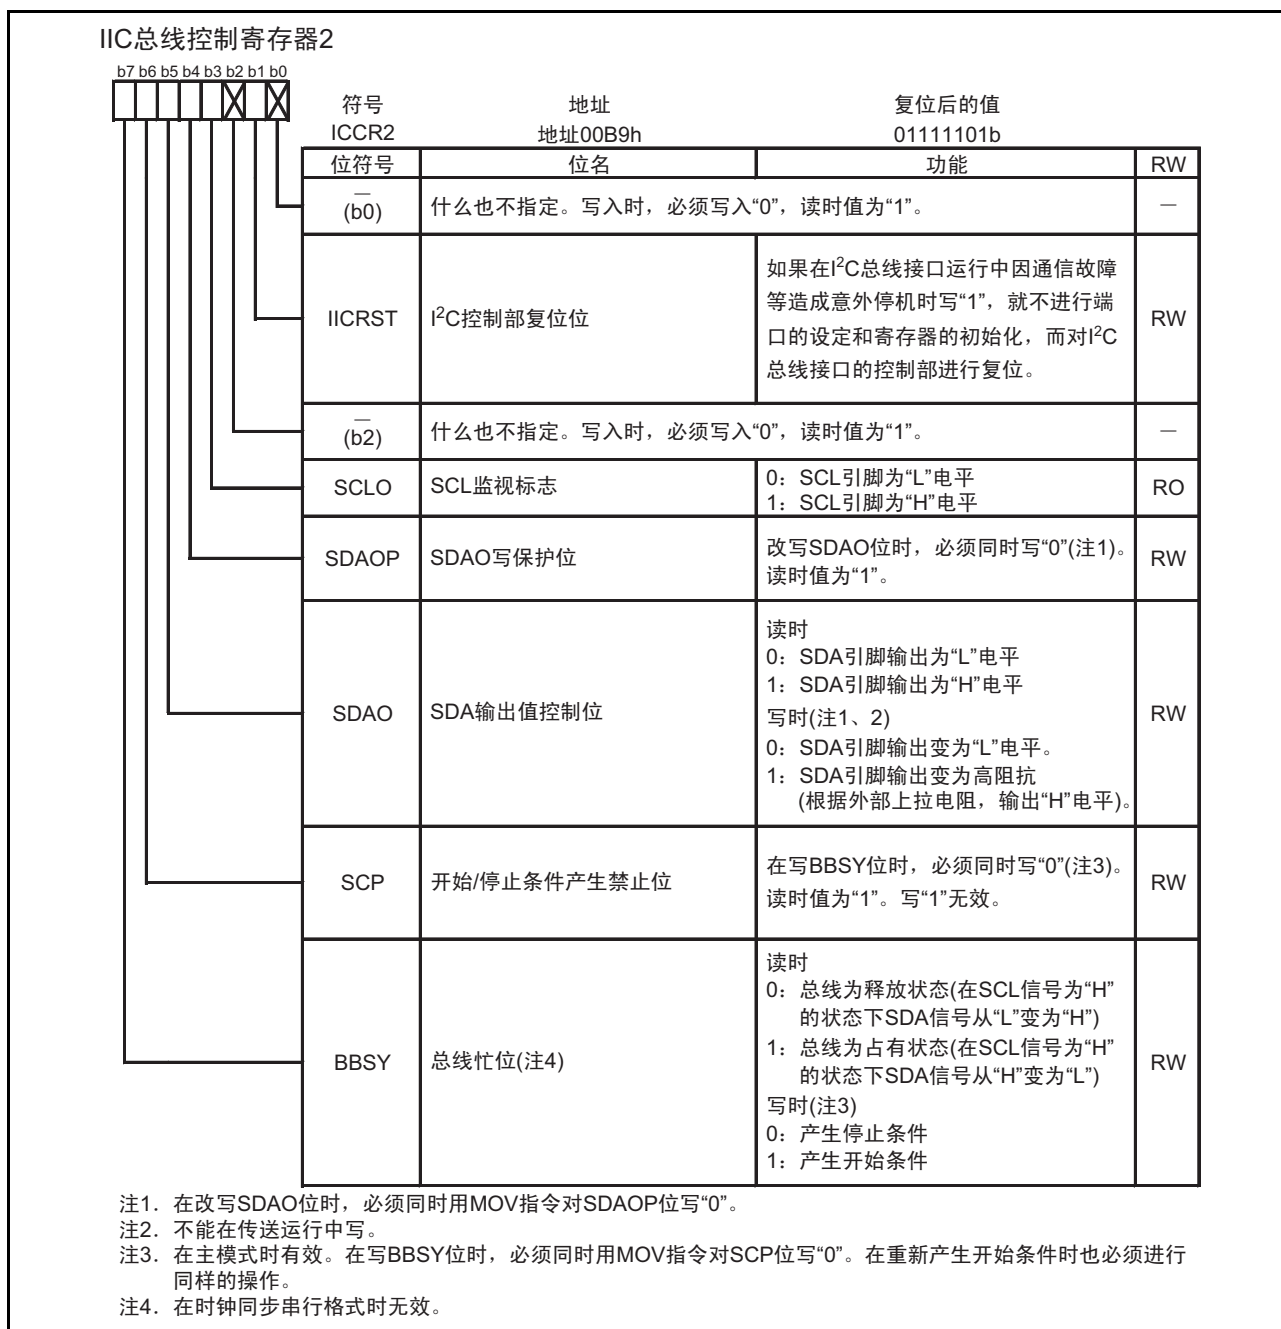 IIC总线控制寄存器2
b7 b6 b5 b4 b3 b2 b1 b0
符号 地址 复位后的值
ICCR2 地址00B9h 01111101b
位符号 位名 功能 RW
—
(b0) 什么也不指定。写入时，必须写入“0”，读时值为“1”。 —
IICRST I²C控制部复位位 RW
如果在I²C总线接口运行中因通信故障
等造成意外停机时写“1”，就不进行端
口的设定和寄存器的初始化，而对I²C
总线接口的控制部进行复位。
—
(b2) 什么也不指定。写入时，必须写入“0”，读时值为“1”。 —
SCLO SCL监视标志 RO
0：SCL引脚为“L”电平
1：SCL引脚为“H”电平
SDAOP SDAO写保护位 RW
改写SDAO位时，必须同时写“0”(注1)。
读时值为“1”。
SDAO SDA输出值控制位 RW
读时
0：SDA引脚输出为“L”电平
1：SDA引脚输出为“H”电平
写时(注1、2)
0：SDA引脚输出变为“L”电平。
1：SDA引脚输出变为高阻抗
(根据外部上拉电阻，输出“H”电平)。
SCP 开始/停止条件产生禁止位 RW
在写BBSY位时，必须同时写“0”(注3)。
读时值为“1”。写“1”无效。
BBSY 总线忙位(注4) RW
读时
0：总线为释放状态(在SCL信号为“H”
的状态下SDA信号从“L”变为“H”)
1：总线为占有状态(在SCL信号为“H”
的状态下SDA信号从“H”变为“L”)
写时(注3)
0：产生停止条件
1：产生开始条件
注1．在改写SDAO位时，必须同时用MOV指令对SDAOP位写“0”。
注2．不能在传送运行中写。
注3．在主模式时有效。在写BBSY位时，必须同时用MOV指令对SCP位写“0”。在重新产生开始条件时也必须进行
同样的操作。
注4．在时钟同步串行格式时无效。